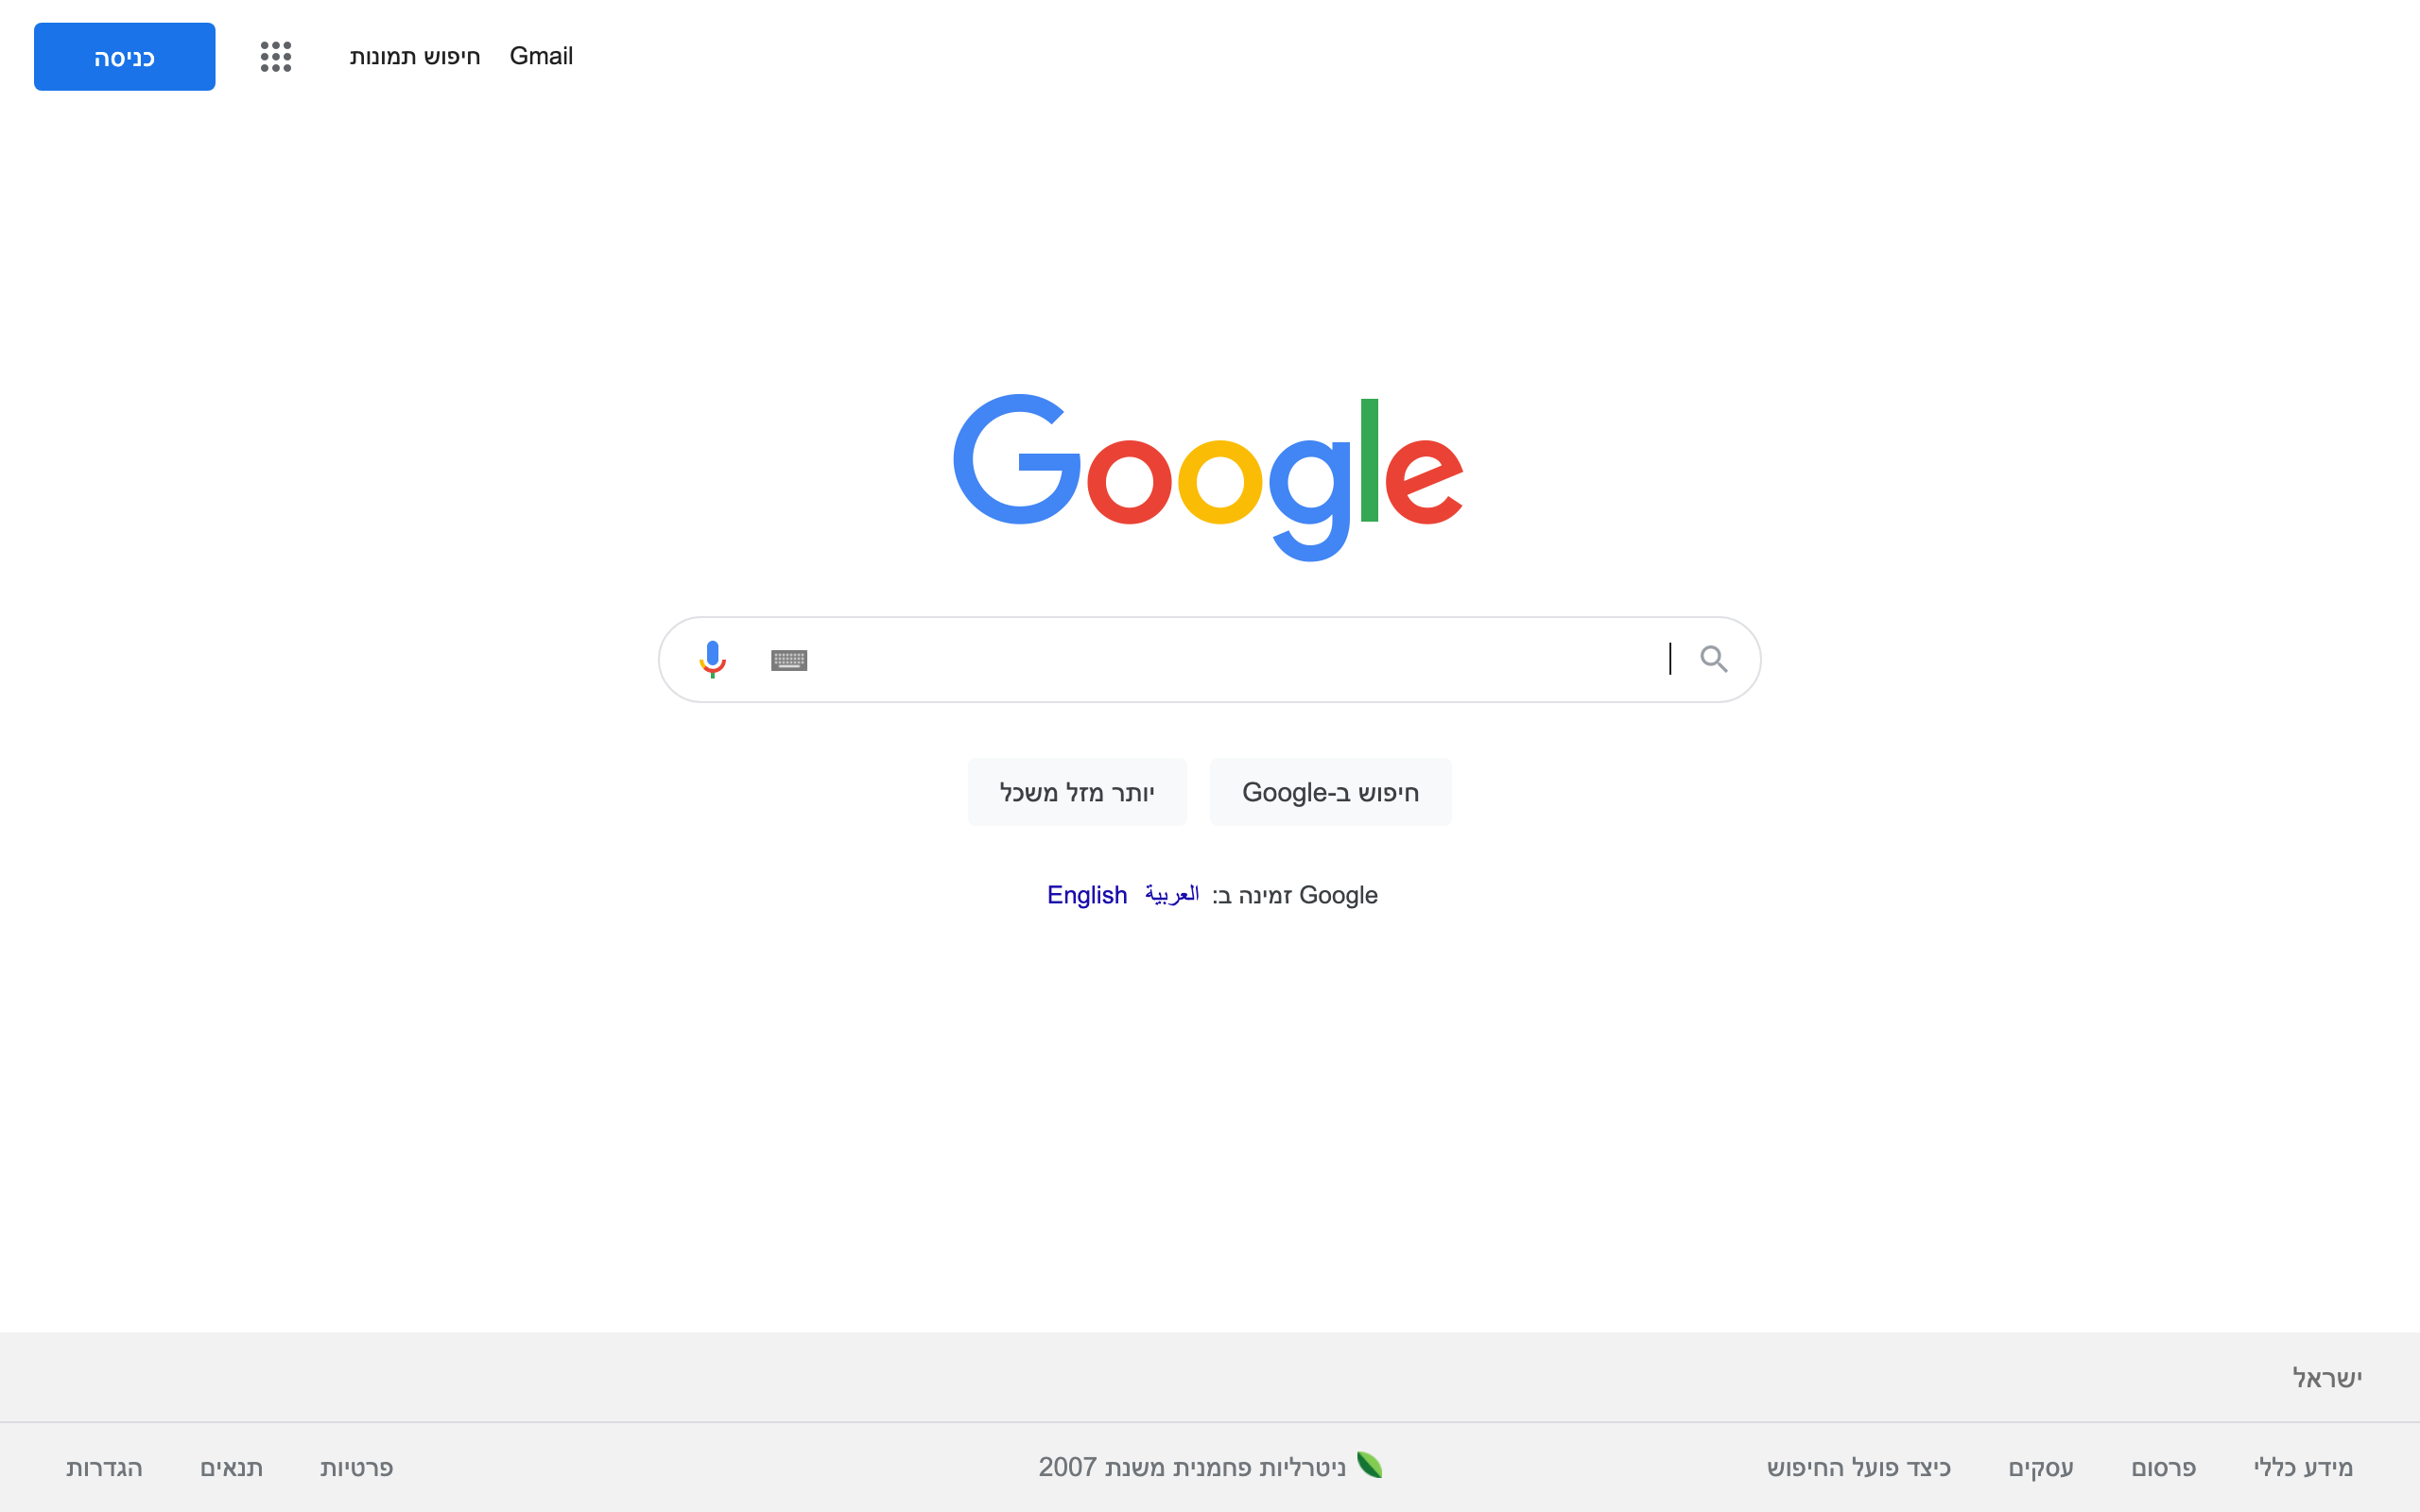 Gmail חיפוש תמונות כניסה
Google
חיפוש ב-Google יותר מזל משכל
Google זמינה ב: العربية English
ישראל
מידע כללי פרסום עסקים כיצד פועל החיפוש ניטרליות פחמנית משנת 2007 פרטיות תנאים הגדרות